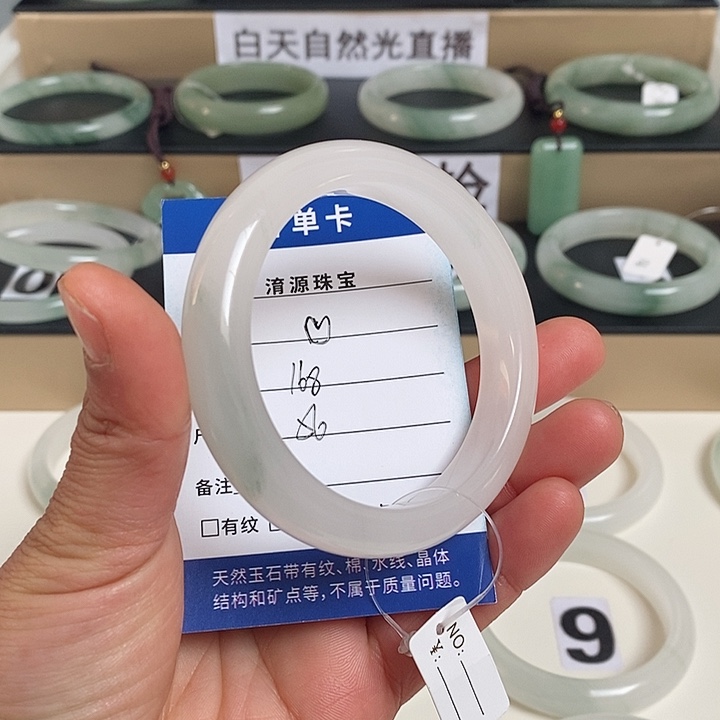 白天自然光直播
抢
单卡
淯源珠宝
168
备注
□有纹
天然玉石带有纹、棉、水线、晶体
结构和矿点等，不属于质量问题。
NO:
9